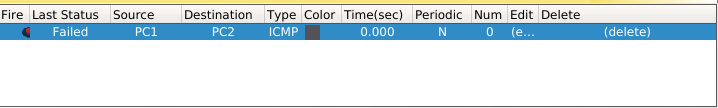 Fire Last Status Source Destination Type Color Time(sec) Periodic Num Edit Delete
Failed PC1 PC2 ICMP 0.000 N 0 (e... (delete)